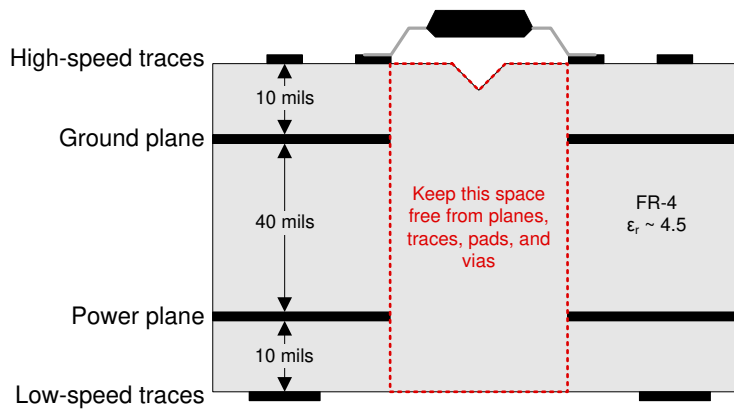 High-speed traces
10 mils
Ground plane
40 mils
Keep this space
free from planes,
traces, pads, and
vias
FR-4
εr ~ 4.5
Power plane
10 mils
Low-speed traces